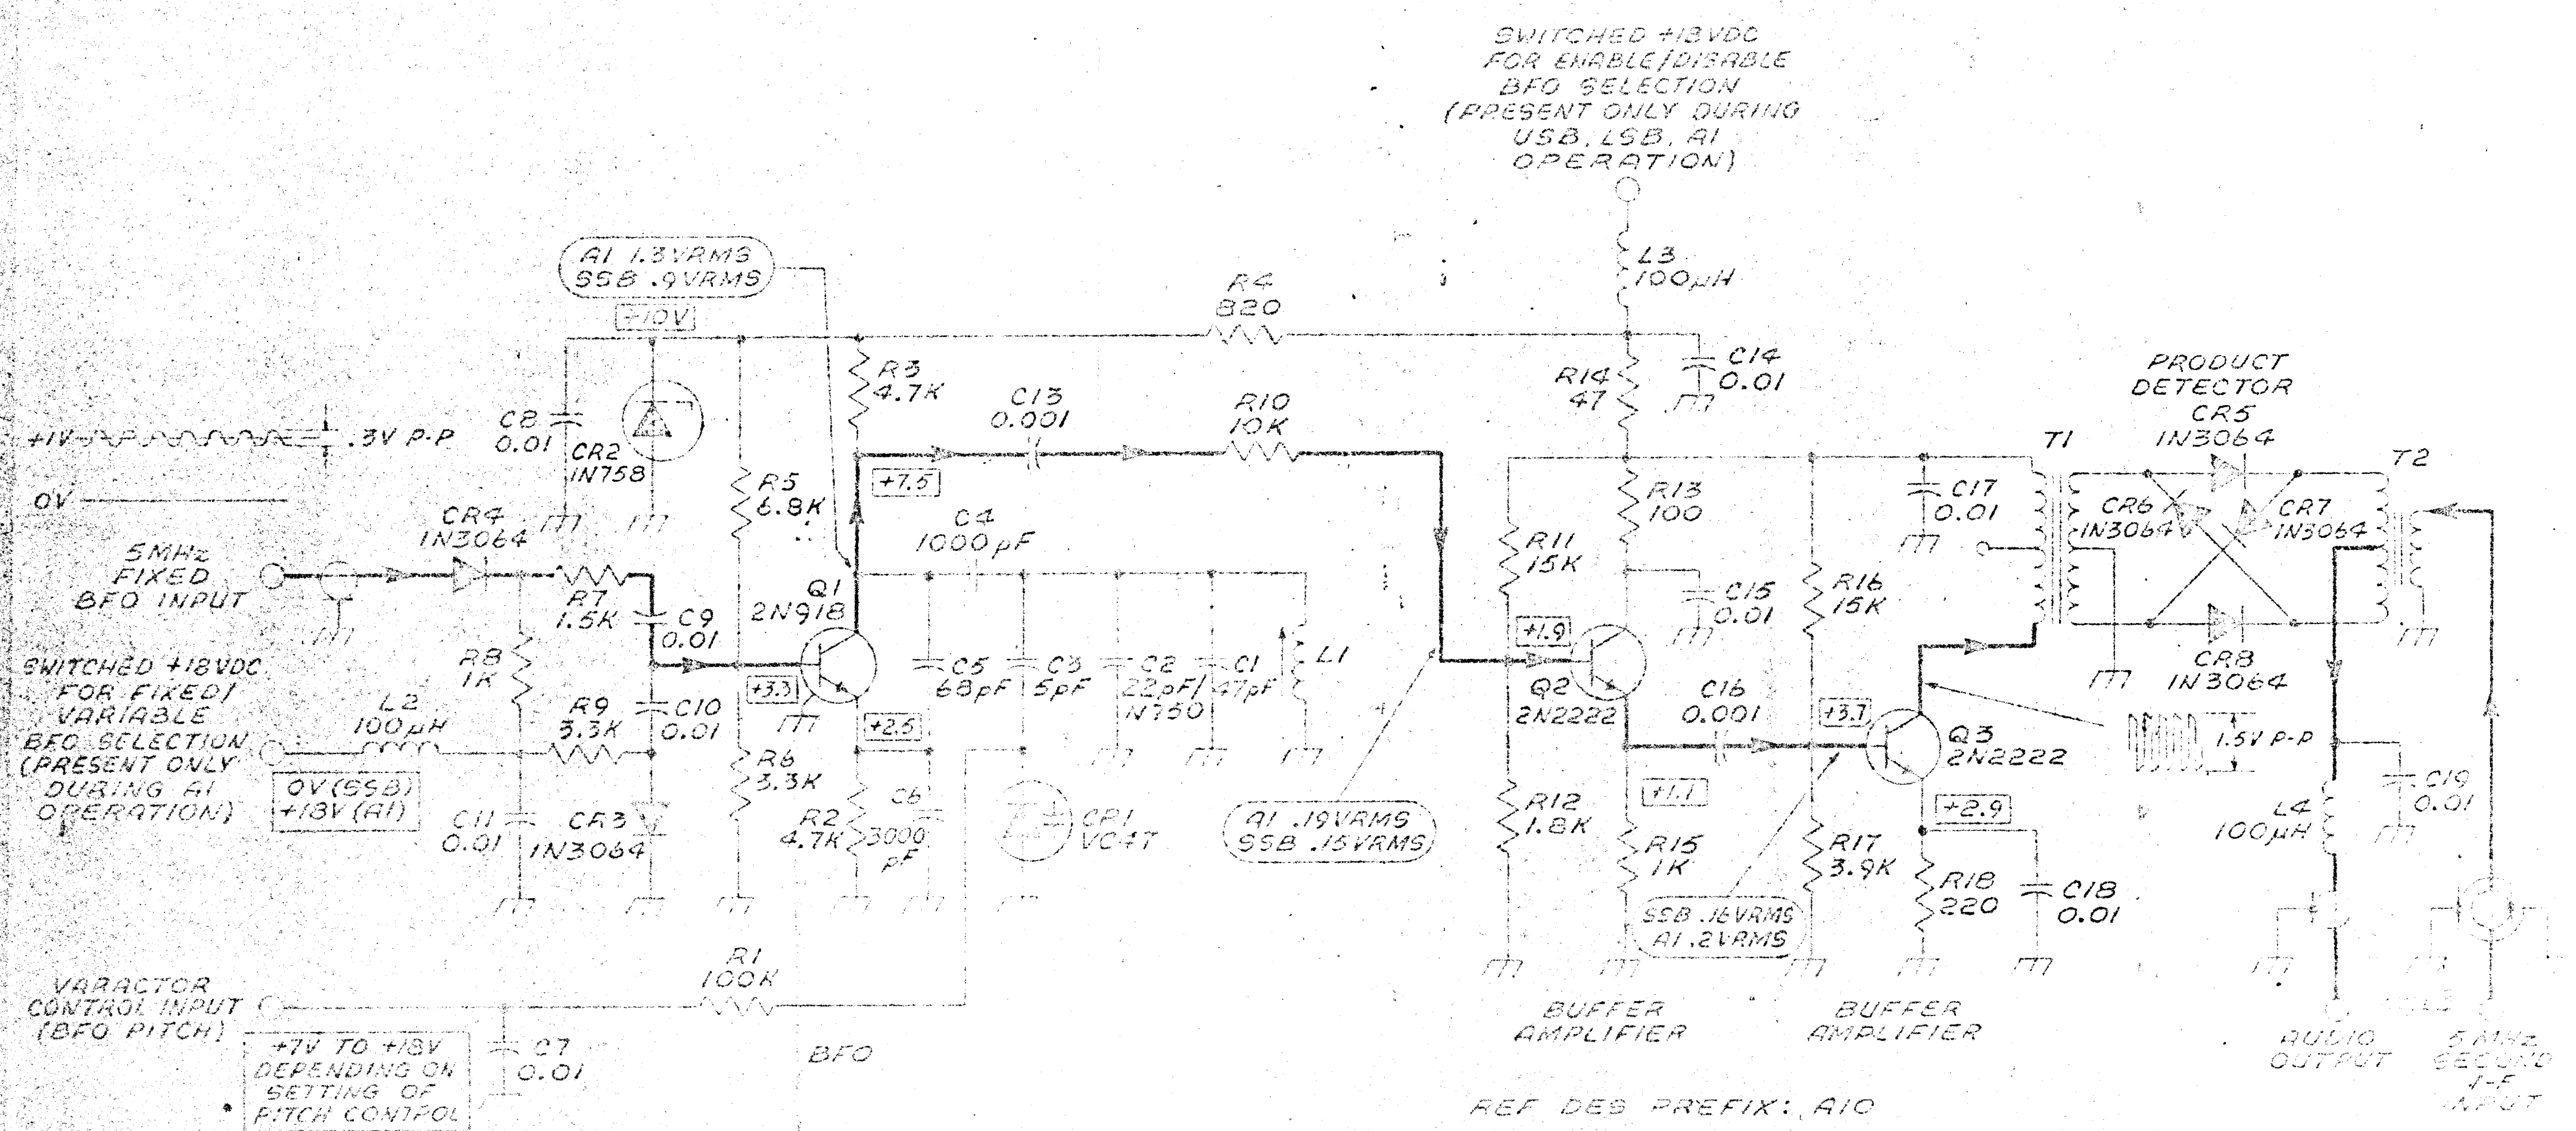 SWITCHED +18VDC
FOR ENABLE/DISABLE
BFO SELECTION
(PRESENT ONLY DURING
USB, LSB, A1
OPERATION)
A1 1.3VRMS
SSB .9VRMS
+10V
L3
100µH
R4
820
R3
4.7K
C13
0.001
R10
10K
R14
47
C14
0.01
PRODUCT
DETECTOR
CR5
1N3064
T1
T2
C8
0.01
CR2
1N758
+1V
.3V P-P
0V
R5
6.8K
+7.5
R13
100
C17
0.01
CR6
1N3064
CR7
1N3064
CR4
1N3064
C4
1000pF
R11
15K
5MHz
FIXED
BFO INPUT
R7
1.5K
C9
0.01
Q1
2N918
C15
0.01
R16
15K
R8
1K
+1.9
SWITCHED +18VDC
FOR FIXED/
VARIABLE
BFO SELECTION
(PRESENT ONLY
DURING A1
OPERATION)
L2
100µH
R9
3.3K
C10
0.01
+3.3
+2.5
C5
68pF
C3
5pF
C2
22pF/
N750
C1
47pF
L1
Q2
2N2222
C16
0.001
+3.7
Q3
2N2222
CR8
1N3064
1.5V P-P
0V (SSB)
+18V (A1)
C11
0.01
CR3
1N3064
R6
3.3K
R2
4.7K
C6
3000
pF
CR1
VC47
A1 .19VRMS
SSB .15VRMS
R12
1.8K
+1.1
R15
1K
R17
3.9K
+2.9
R18
220
C18
0.01
L4
100µH
C19
0.01
SSB .16VRMS
A1 .2VRMS
R1
100K
VARACTOR
CONTROL INPUT
(BFO PITCH)
+7V TO +18V
DEPENDING ON
SETTING OF
PITCH CONTROL
C7
0.01
BFO
BUFFER
AMPLIFIER
BUFFER
AMPLIFIER
AUDIO
OUTPUT
5 MHz
SECOND
I-F
INPUT
REF DES PREFIX: A10